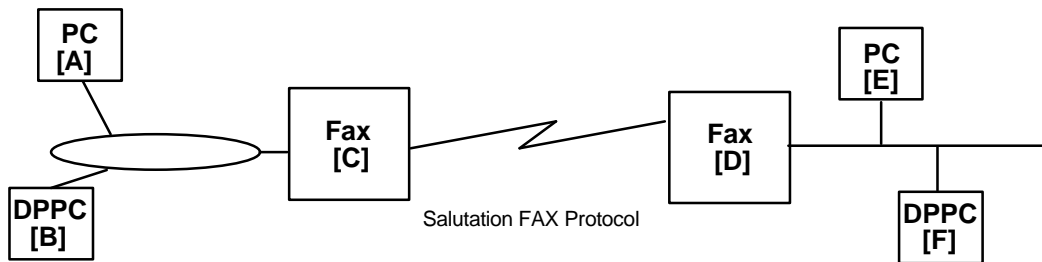 PC
[A]
DPPC
[B]
Fax
[C]
Salutation FAX Protocol
Fax
[D]
PC
[E]
DPPC
[F]